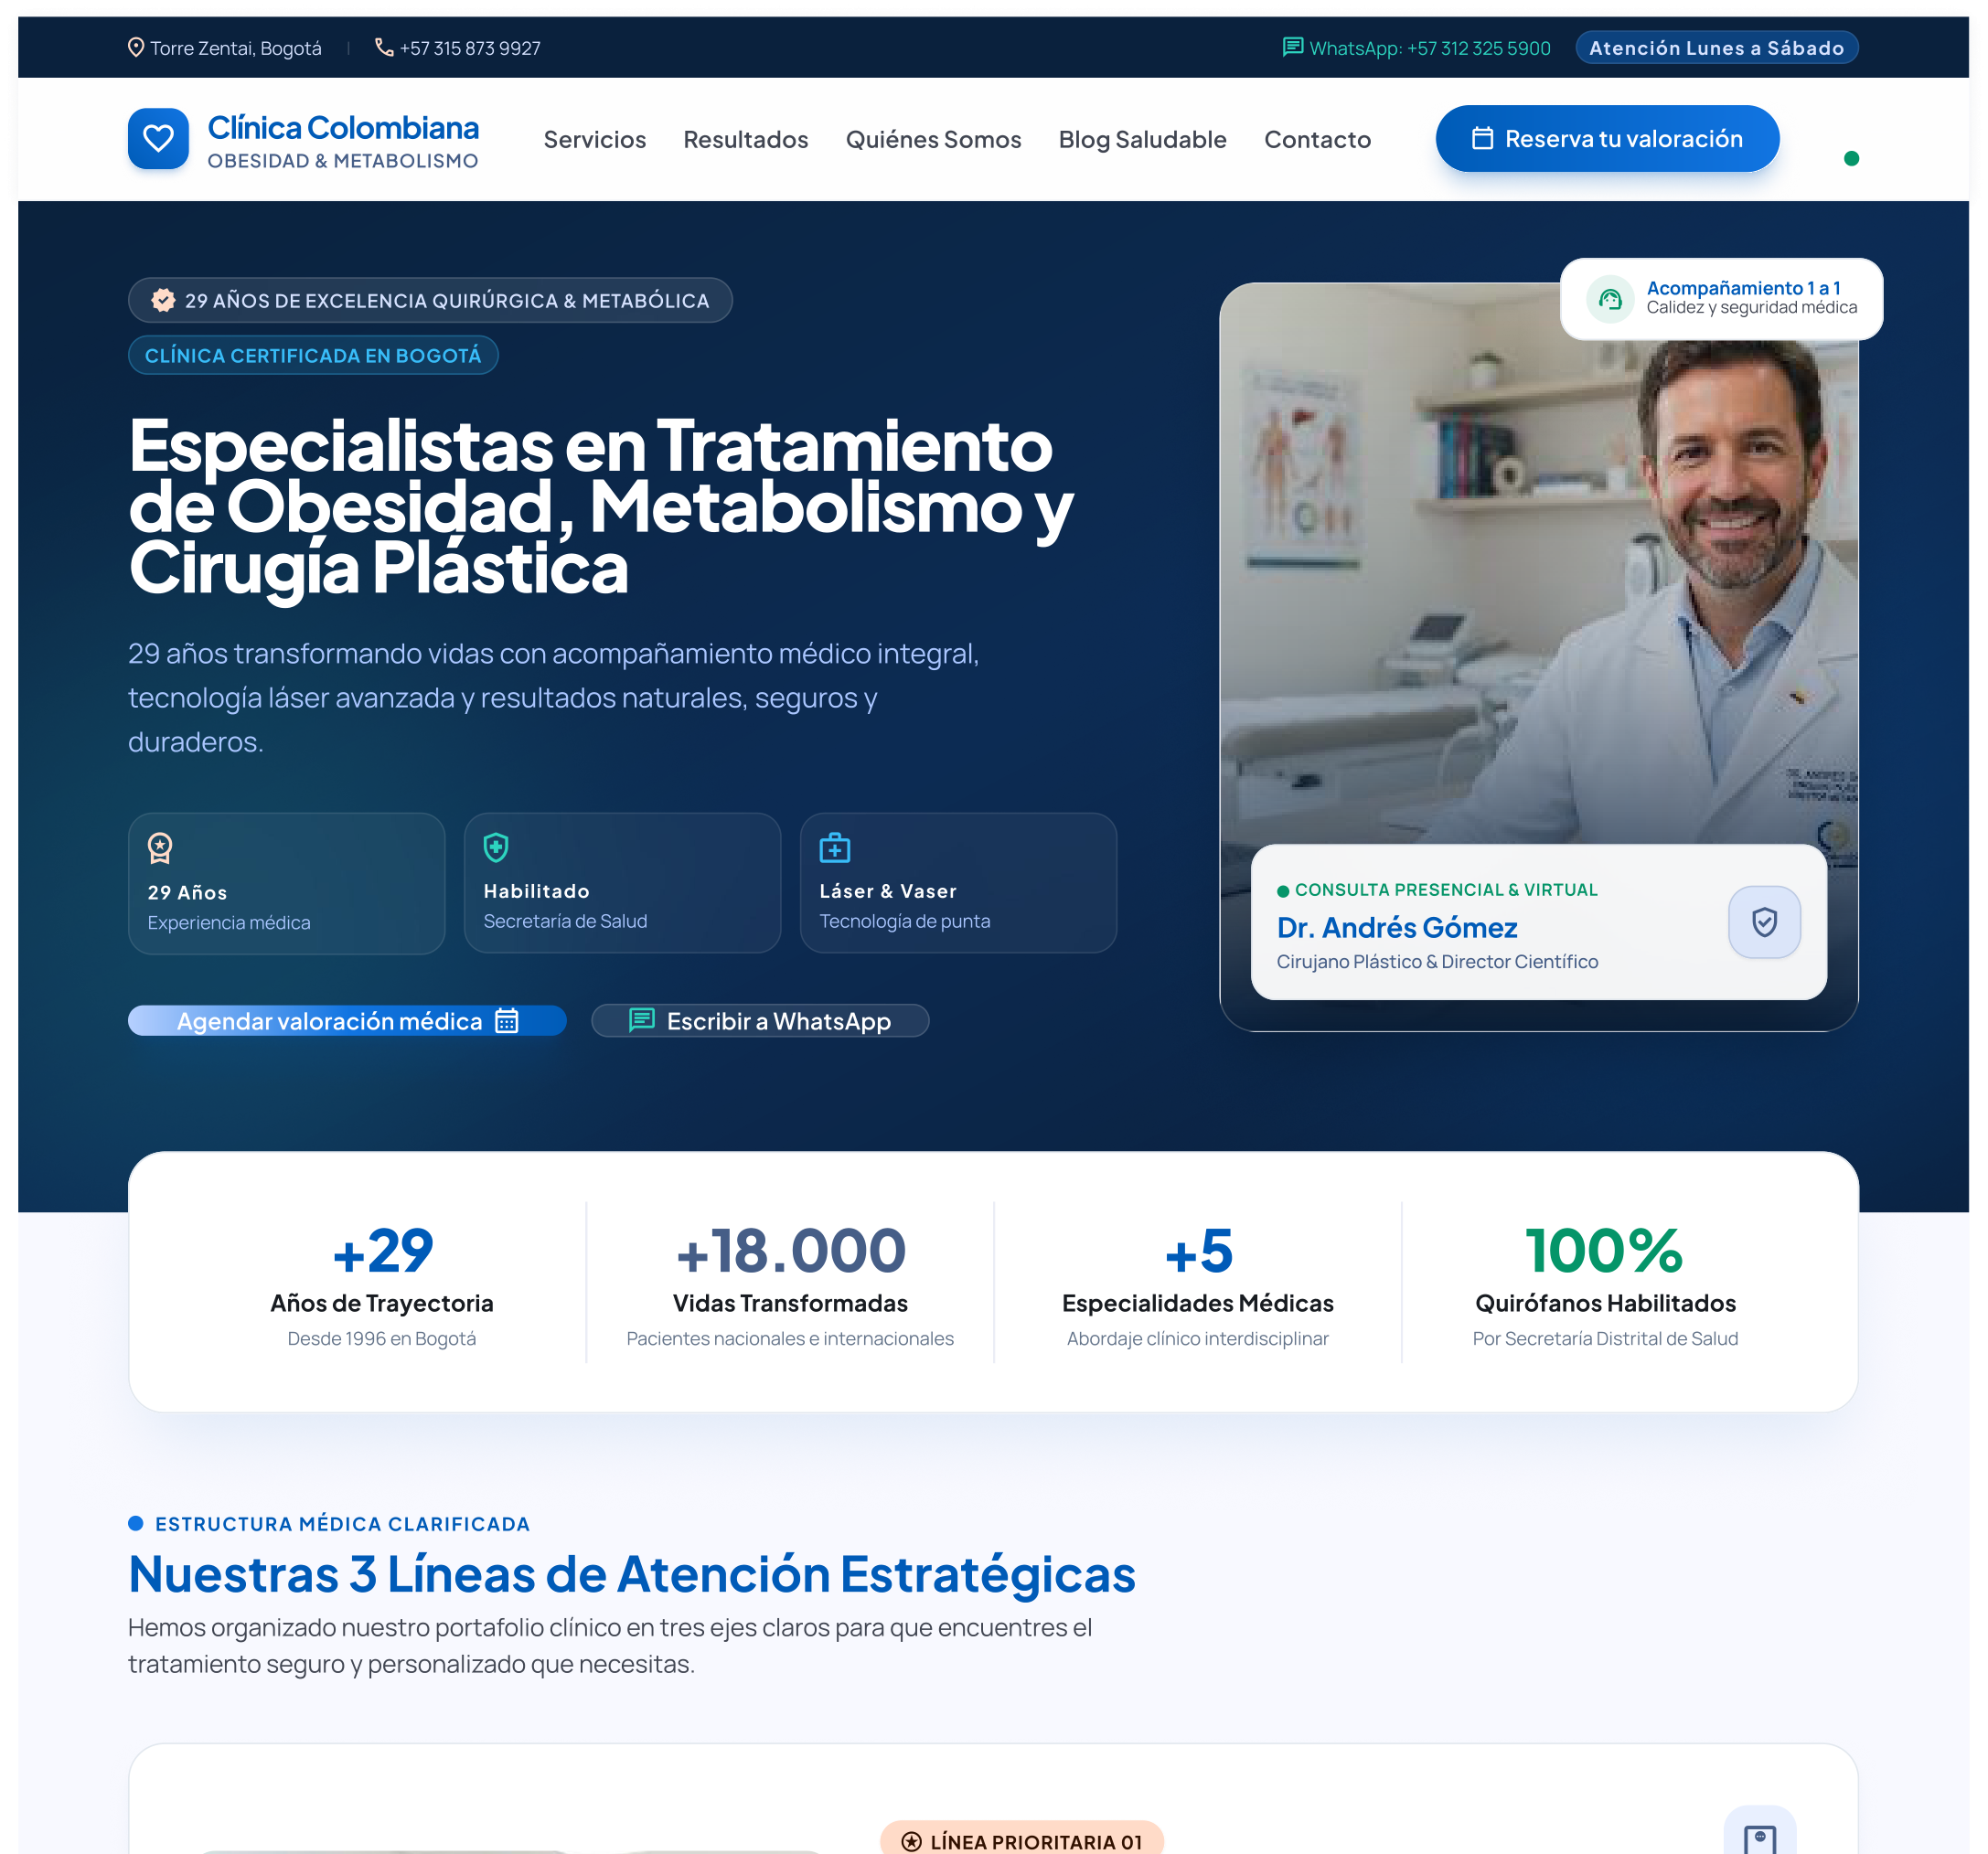 Torre Zentai, Bogotá
+57 315 873 9927
WhatsApp: +57 312 325 5900
Atención Lunes a Sábado
Clínica Colombiana
OBESIDAD & METABOLISMO
Servicios
Resultados
Quiénes Somos
Blog Saludable
Contacto
Reserva tu valoración
29 AÑOS DE EXCELENCIA QUIRÚRGICA & METABÓLICA
CLÍNICA CERTIFICADA EN BOGOTÁ
Especialistas en Tratamiento
de Obesidad, Metabolismo y
Cirugía Plástica
29 años transformando vidas con acompañamiento médico integral,
tecnología láser avanzada y resultados naturales, seguros y
duraderos.
29 Años
Experiencia médica
Habilitado
Secretaría de Salud
Láser & Vaser
Tecnología de punta
Agendar valoración médica
Escribir a WhatsApp
Acompañamiento 1 a 1
Calidez y seguridad médica
CONSULTA PRESENCIAL & VIRTUAL
Dr. Andrés Gómez
Cirujano Plástico & Director Científico
+29
Años de Trayectoria
Desde 1996 en Bogotá
+18.000
Vidas Transformadas
Pacientes nacionales e internacionales
+5
Especialidades Médicas
Abordaje clínico interdisciplinar
100%
Quirófanos Habilitados
Por Secretaría Distrital de Salud
ESTRUCTURA MÉDICA CLARIFICADA
Nuestras 3 Líneas de Atención Estratégicas
Hemos organizado nuestro portafolio clínico en tres ejes claros para que encuentres el
tratamiento seguro y personalizado que necesitas.
LÍNEA PRIORITARIA 01